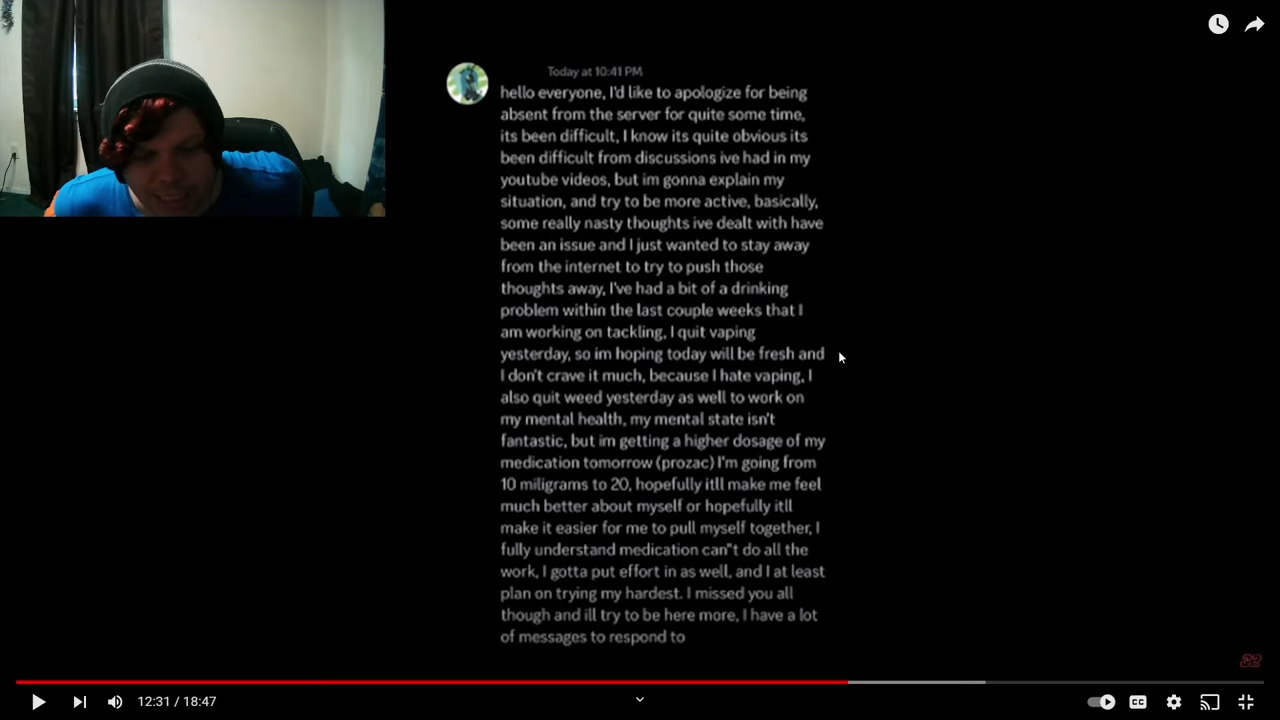 Today at 10:41 PM
hello everyone, I'd like to apologize for being
absent from the server for quite some time,
its been difficult, I know its quite obvious its
been difficult from discussions ive had in my
youtube videos, but im gonna explain my
situation, and try to be more active, basically,
some really nasty thoughts ive dealt with have
been an issue and I just wanted to stay away
from the internet to try to push those
thoughts away, I've had a bit of a drinking
problem within the last couple weeks that I
am working on tackling, I quit vaping
yesterday, so im hoping today will be fresh and
I don't crave it much, because I hate vaping, I
also quit weed yesterday as well to work on
my mental health, my mental state isn't
fantastic, but im getting a higher dosage of my
medication tomorrow (prozac) I'm going from
10 miligrams to 20, hopefully itll make me feel
much better about myself or hopefully itll
make it easier for me to pull myself together, I
fully understand medication can"t do all the
work, I gotta put effort in as well, and I at least
plan on trying my hardest. I missed you all
though and ill try to be here more, I have a lot
of messages to respond to
12:31 / 18:47
CC